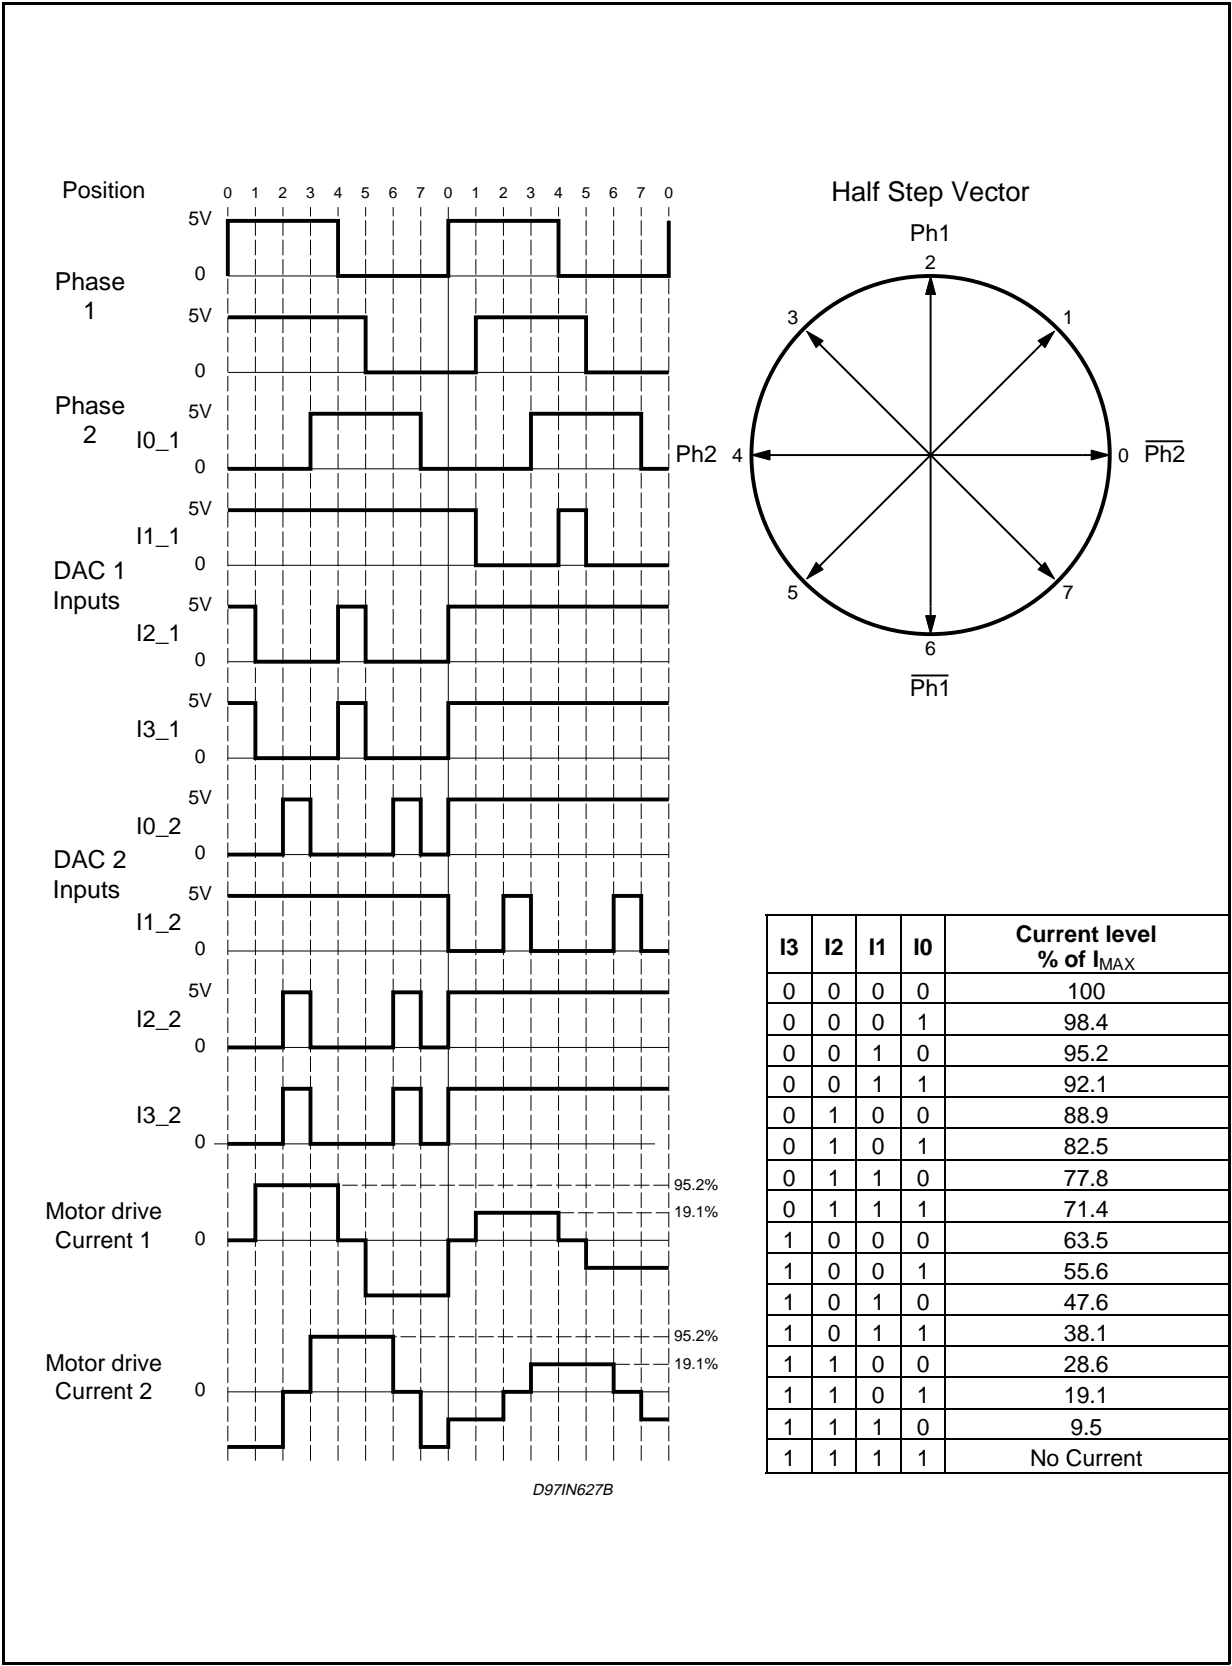 Position 0 1 2 3 4 5 6 7 0 1 2 3 4 5 6 7 0
5V
0
Phase
1
5V
0
Phase
2
I0_1
5V
0
DAC 1
Inputs
I1_1
5V
0
I2_1
5V
0
I3_1
5V
0
DAC 2
Inputs
I0_2
5V
0
I1_2
5V
0
I2_2
5V
0
I3_2
0
Motor drive
Current 1
0
95.2%
19.1%
Motor drive
Current 2
0
95.2%
19.1%
D97IN627B
Half Step Vector
Ph1
2
3 1
Ph2 4 0 Ph2
5 7
6
Ph1
I3 I2 I1 I0 Current level
% of IMAX
0 0 0 0 100
0 0 0 1 98.4
0 0 1 0 95.2
0 0 1 1 92.1
0 1 0 0 88.9
0 1 0 1 82.5
0 1 1 0 77.8
0 1 1 1 71.4
1 0 0 0 63.5
1 0 0 1 55.6
1 0 1 0 47.6
1 0 1 1 38.1
1 1 0 0 28.6
1 1 0 1 19.1
1 1 1 0 9.5
1 1 1 1 No Current